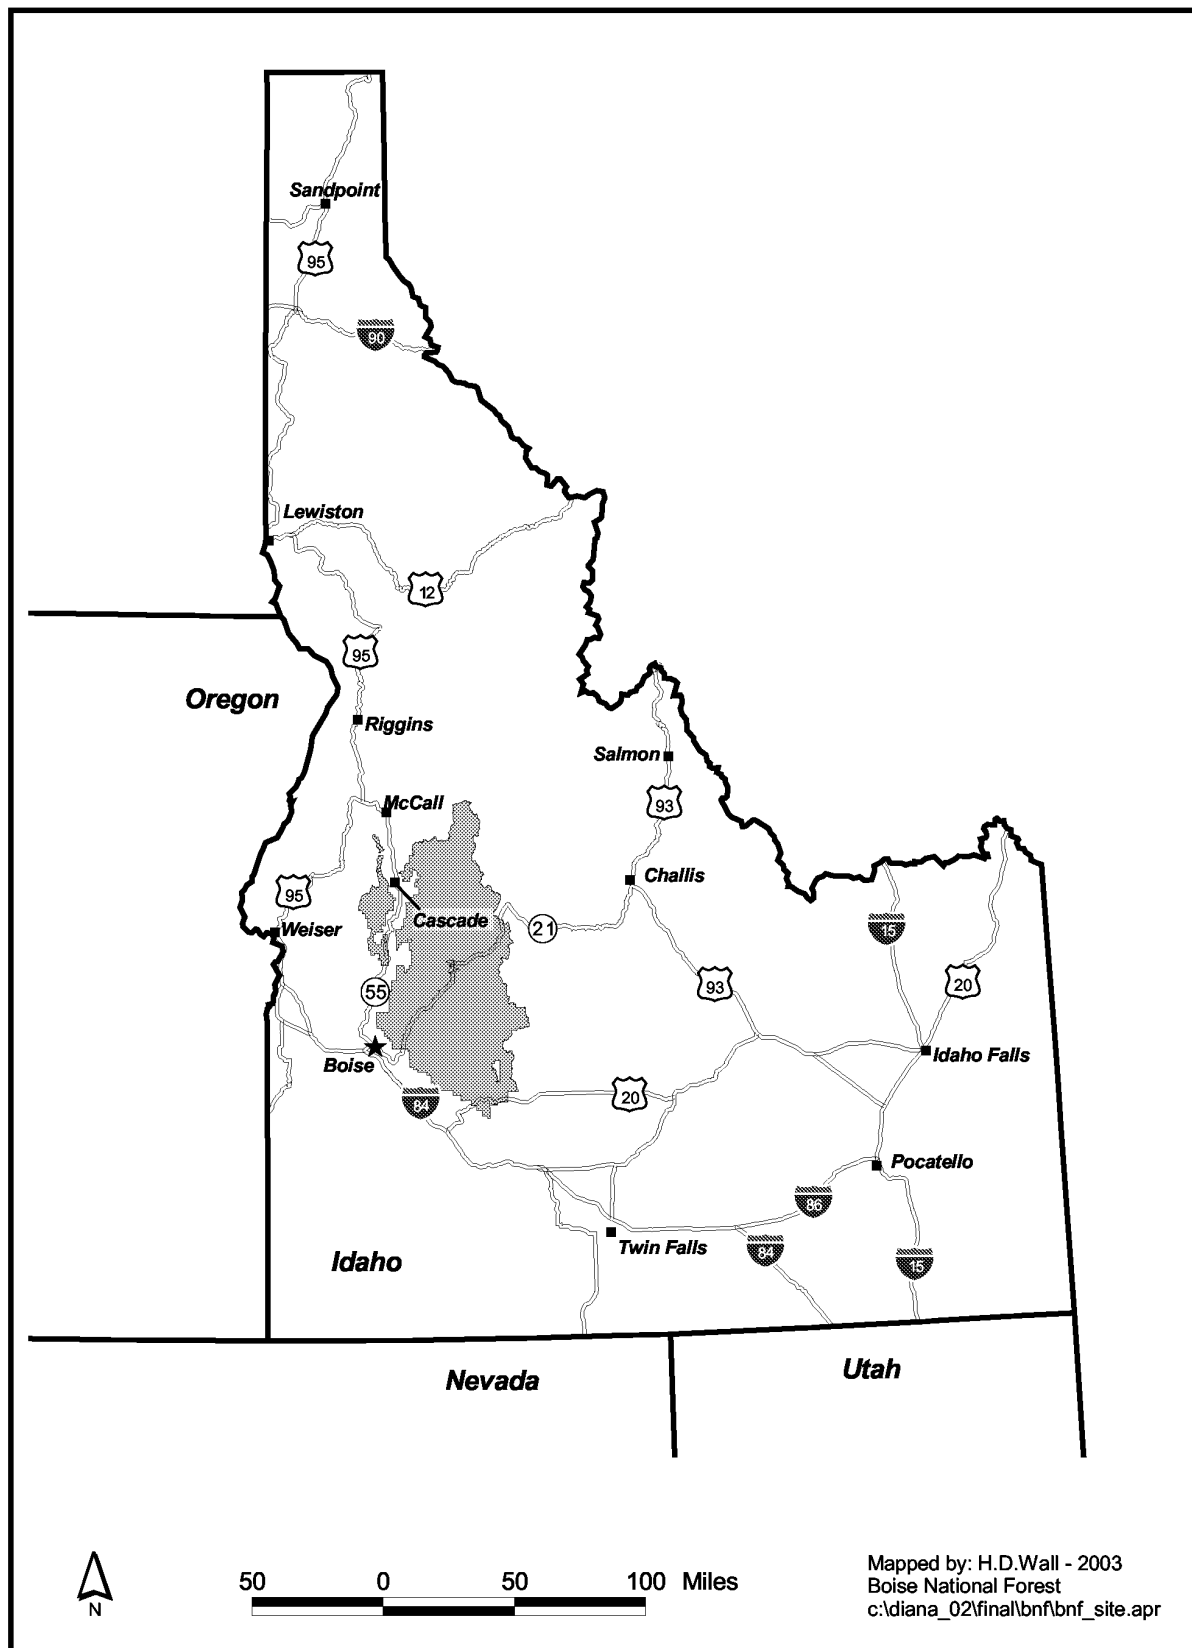 Sandpoint
95
90
Lewiston
12
95
Oregon
Riggins
Salmon
McCall
93
Challis
95
Cascade
21
15
Weiser
93
20
55
Idaho Falls
Boise
20
84
Pocatello
86
Twin Falls
84
15
Idaho
Utah
Nevada
50 0 50 100 Miles
N
Mapped by: H.D.Wall - 2003
Boise National Forest
c:\diana_02\final\bnf\bnf_site.apr